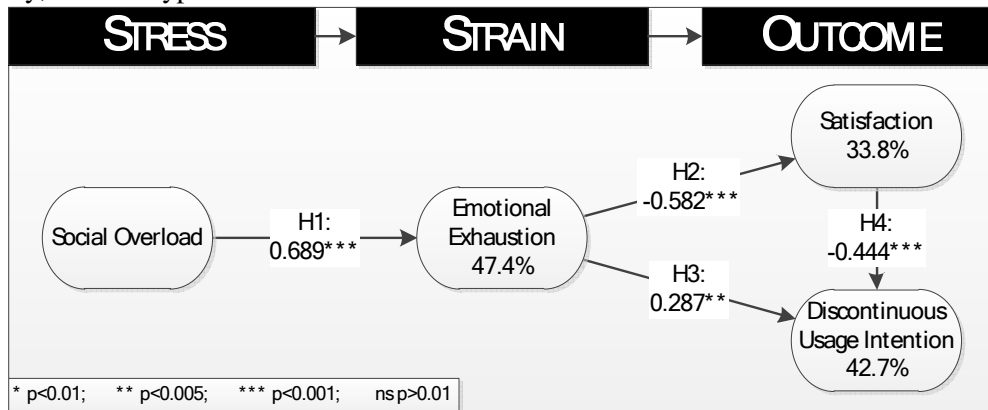 STRESS
STRAIN
OUTCOME
Social Overload
H1:
0.689***
Emotional
Exhaustion
47.4%
H2:
-0.582***
H3:
0.287**
Satisfaction
33.8%
H4:
-0.444***
Discontinuous
Usage Intention
42.7%
* p<0.01; ** p<0.005; *** p<0.001; ns p>0.01